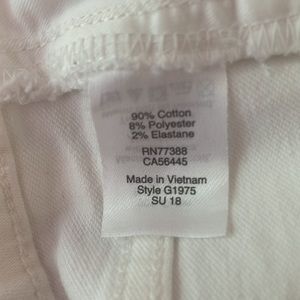 90% Cotton
8% Polyester
2% Elastane
RN77388
CA56445
Made in Vietnam
Style G1975
SU 18